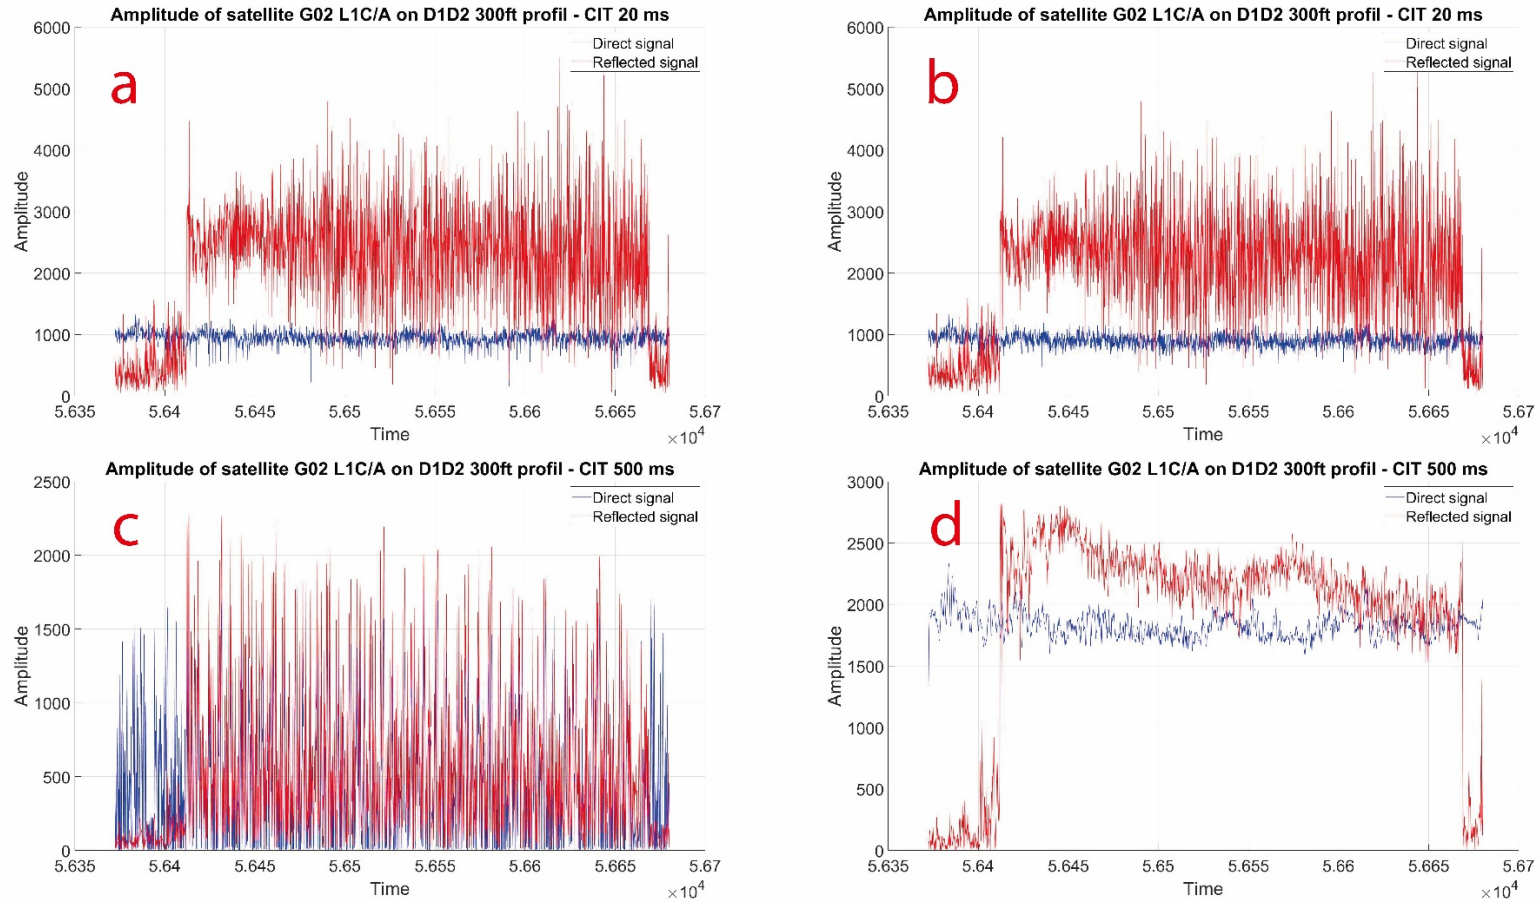 Amplitude of satellite G02 L1C/A on D1D2 300ft profil - CIT 20 ms
a
Direct signal
Reflected signal
Amplitude
6000
5000
4000
3000
2000
1000
0
5.635 5.64 5.645 5.65 5.655 5.66 5.665 5.67
Time
×10⁴
Amplitude of satellite G02 L1C/A on D1D2 300ft profil - CIT 20 ms
b
Direct signal
Reflected signal
Amplitude
6000
5000
4000
3000
2000
1000
0
5.635 5.64 5.645 5.65 5.655 5.66 5.665 5.67
Time
×10⁴
Amplitude of satellite G02 L1C/A on D1D2 300ft profil - CIT 500 ms
c
Direct signal
Reflected signal
Amplitude
2500
2000
1500
1000
500
0
5.635 5.64 5.645 5.65 5.655 5.66 5.665 5.67
Time
×10⁴
Amplitude of satellite G02 L1C/A on D1D2 300ft profil - CIT 500 ms
d
Direct signal
Reflected signal
Amplitude
3000
2500
2000
1500
1000
500
0
5.635 5.64 5.645 5.65 5.655 5.66 5.665 5.67
Time
×10⁴